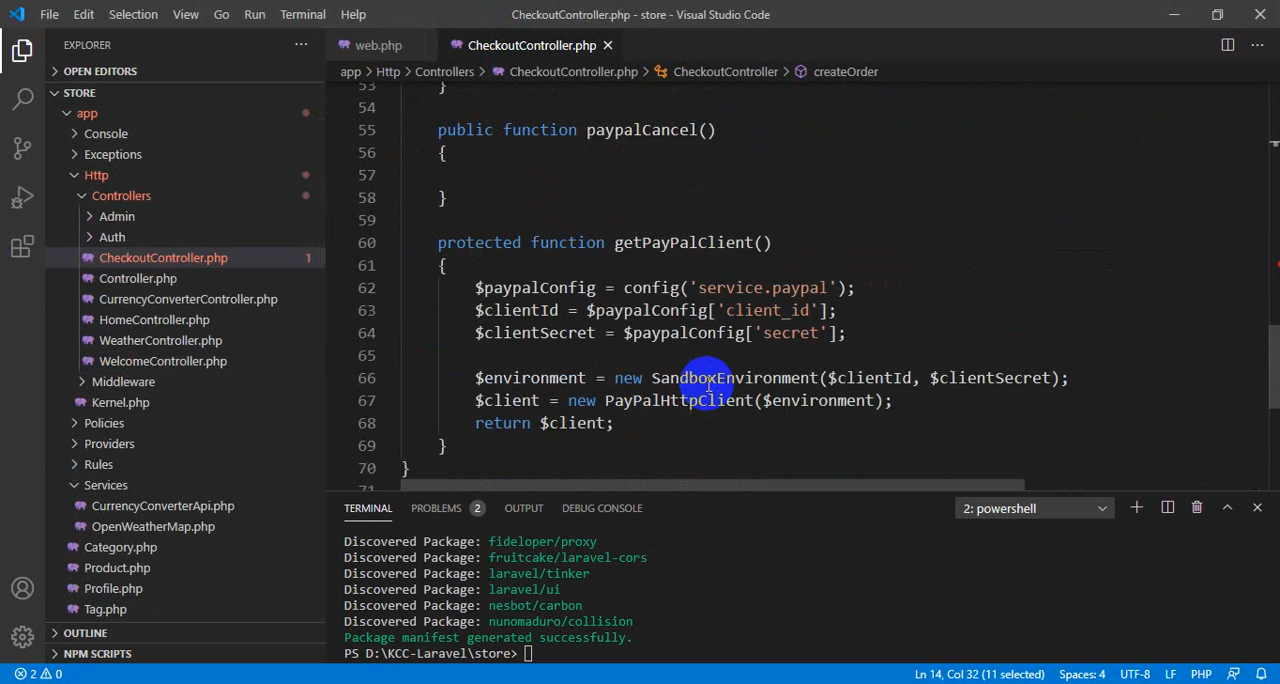 File Edit Selection View Go Run Terminal Help CheckoutController.php - store - Visual Studio Code
EXPLORER
OPEN EDITORS
STORE
app
Console
Exceptions
Http
Controllers
Admin
Auth
CheckoutController.php 1
Controller.php
CurrencyConverterController.php
HomeController.php
WeatherController.php
WelcomeController.php
Middleware
Kernel.php
Policies
Providers
Rules
Services
CurrencyConverterApi.php
OpenWeatherMap.php
Category.php
Product.php
Profile.php
Tag.php
OUTLINE
NPM SCRIPTS
web.php CheckoutController.php
app > Http > Controllers > CheckoutController.php > CheckoutController > createOrder
53 }
54
55 public function paypalCancel()
56 {
57
58 }
59
60 protected function getPayPalClient()
61 {
62 $paypalConfig = config('service.paypal');
63 $clientId = $paypalConfig['client_id'];
64 $clientSecret = $paypalConfig['secret'];
65
66 $environment = new SandboxEnvironment($clientId, $clientSecret);
67 $client = new PayPalHttpClient($environment);
68 return $client;
69 }
70 }
71
TERMINAL PROBLEMS 2 OUTPUT DEBUG CONSOLE 2: powershell
Discovered Package: fideloper/proxy
Discovered Package: fruitcake/laravel-cors
Discovered Package: laravel/tinker
Discovered Package: laravel/ui
Discovered Package: nesbot/carbon
Discovered Package: nunomaduro/collision
Package manifest generated successfully.
PS D:\KCC-Laravel\store>
2 0 Ln 14, Col 32 (11 selected) Spaces: 4 UTF-8 LF PHP